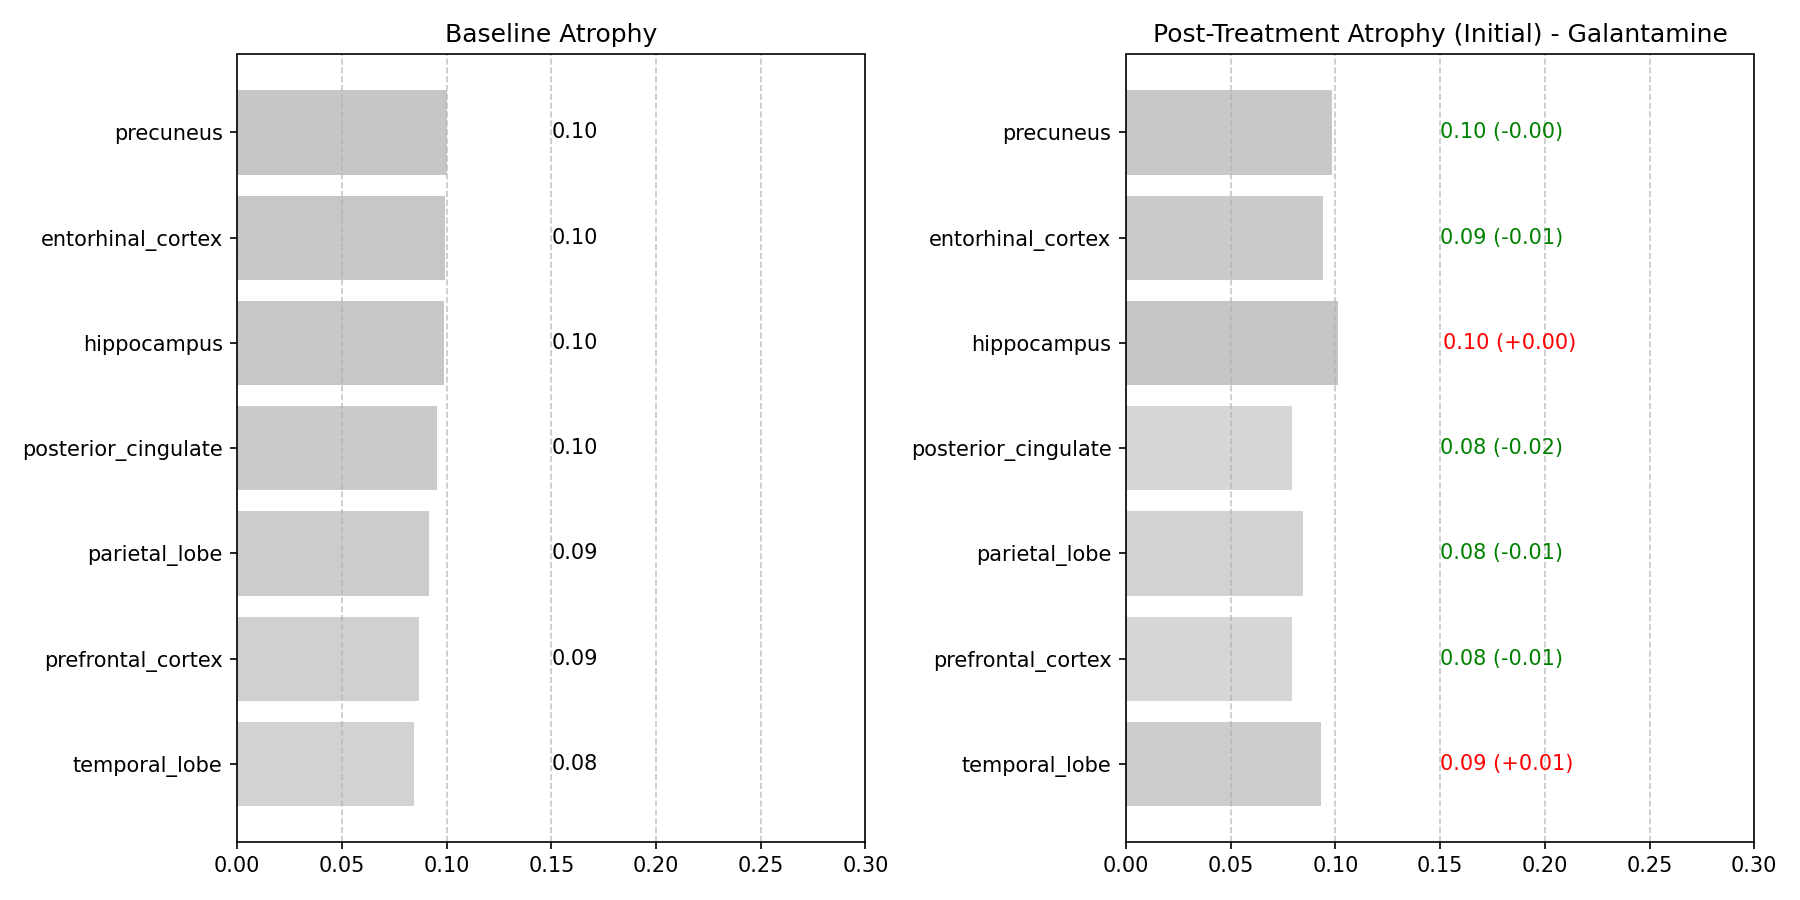 Baseline Atrophy
precuneus 0.10
entorhinal_cortex 0.10
hippocampus 0.10
posterior_cingulate 0.10
parietal_lobe 0.09
prefrontal_cortex 0.09
temporal_lobe 0.08
0.00 0.05 0.10 0.15 0.20 0.25 0.30
Post-Treatment Atrophy (Initial) - Galantamine
precuneus 0.10 (-0.00)
entorhinal_cortex 0.09 (-0.01)
hippocampus 0.10 (+0.00)
posterior_cingulate 0.08 (-0.02)
parietal_lobe 0.08 (-0.01)
prefrontal_cortex 0.08 (-0.01)
temporal_lobe 0.09 (+0.01)
0.00 0.05 0.10 0.15 0.20 0.25 0.30